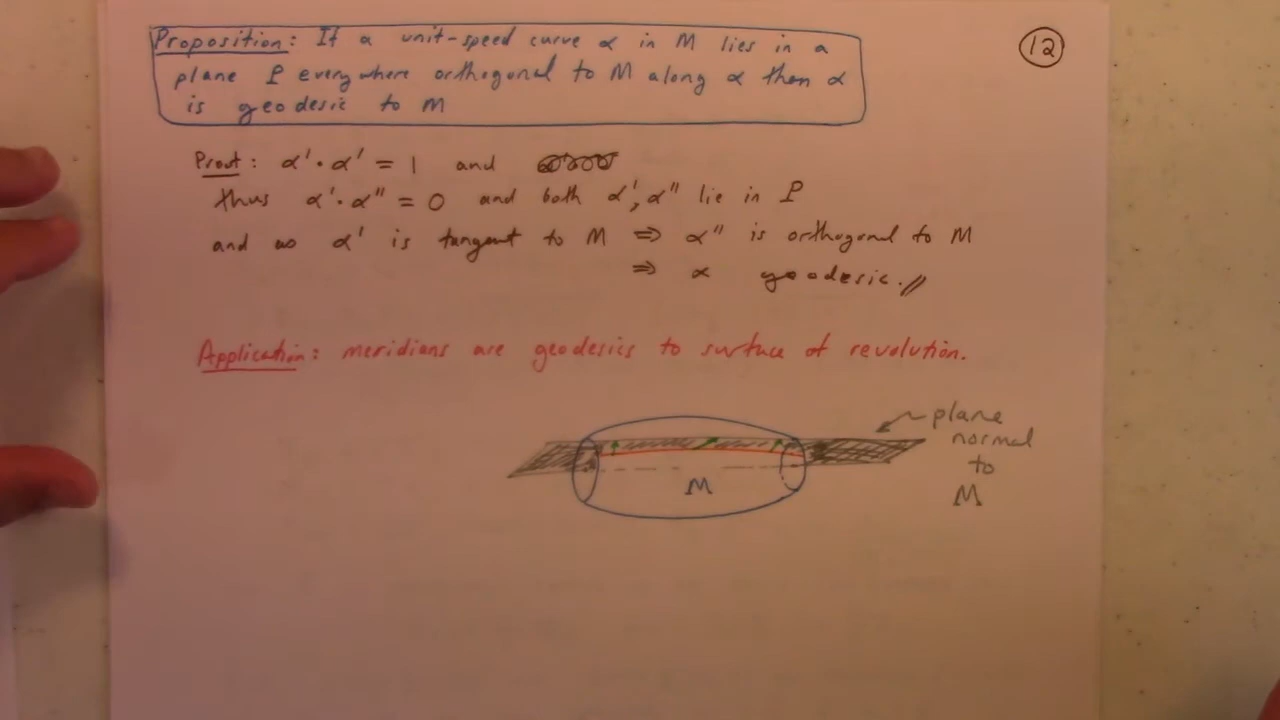 Proposition: If a unit-speed curve α in M lies in a
plane P everywhere orthogonal to M along α then α
is geodesic to M
12
Proof: α'·α' = 1 and
thus α'·α'' = 0 and both α', α'' lie in P
and as α' is tangent to M ⇒ α'' is orthogonal to M
⇒ α geodesic.//
Application: meridians are geodesics to surface of revolution.
plane
normal
to
M
M